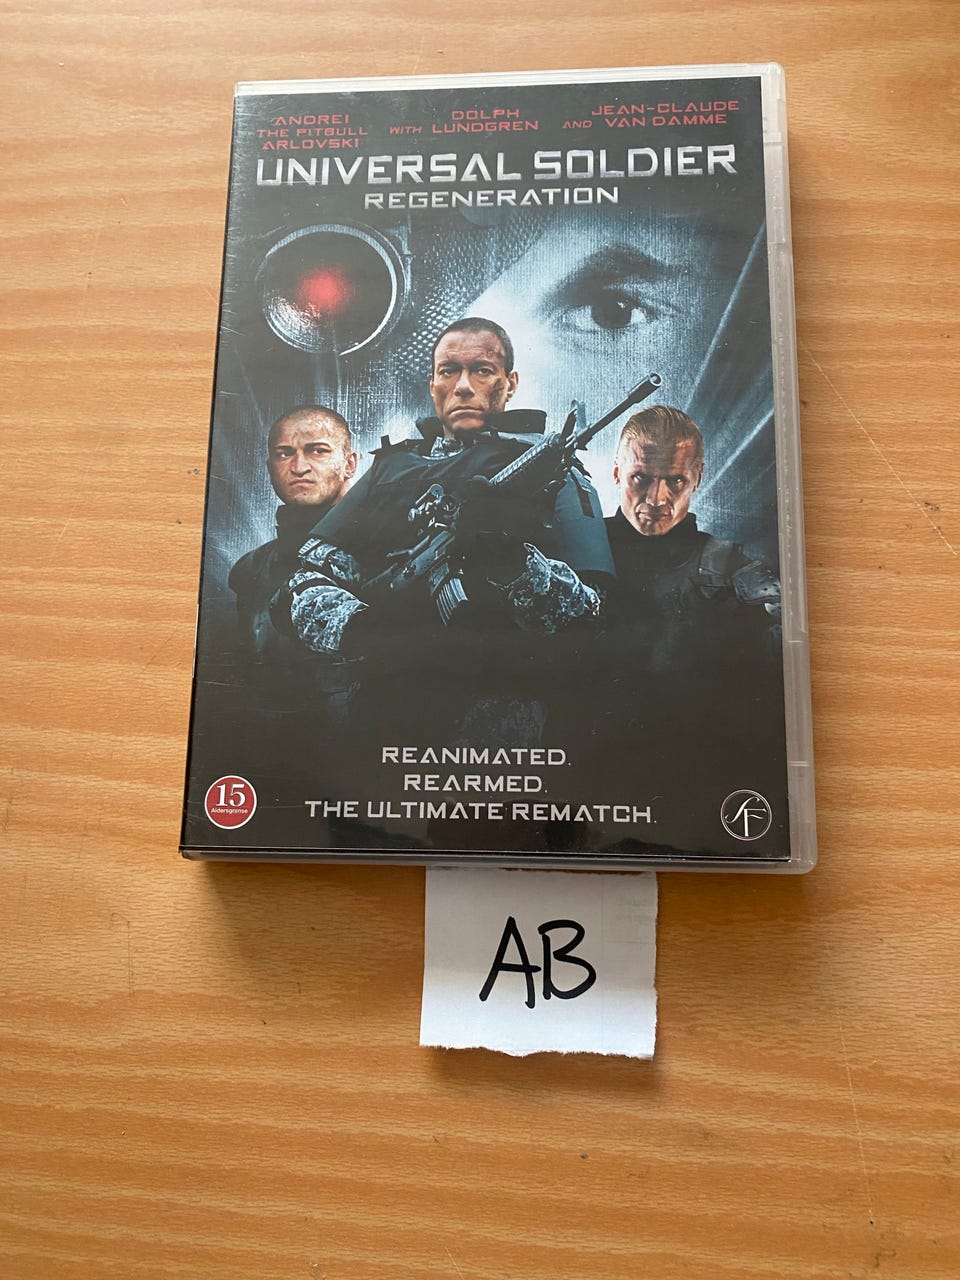 ANDREI
THE PITBULL
ARLOVSKI
WITH
DOLPH
LUNDGREN
AND
JEAN-CLAUDE
VAN DAMME
UNIVERSAL SOLDIER
REGENERATION
REANIMATED.
REARMED.
THE ULTIMATE REMATCH.
15
Aldersgrense
SF
AB